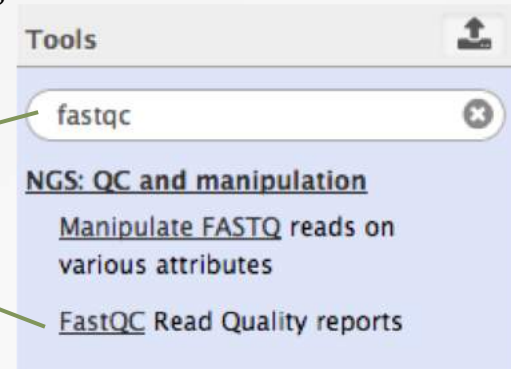 Tools
fastqc
NGS: QC and manipulation
Manipulate FASTQ reads on
various attributes
FastQC Read Quality reports